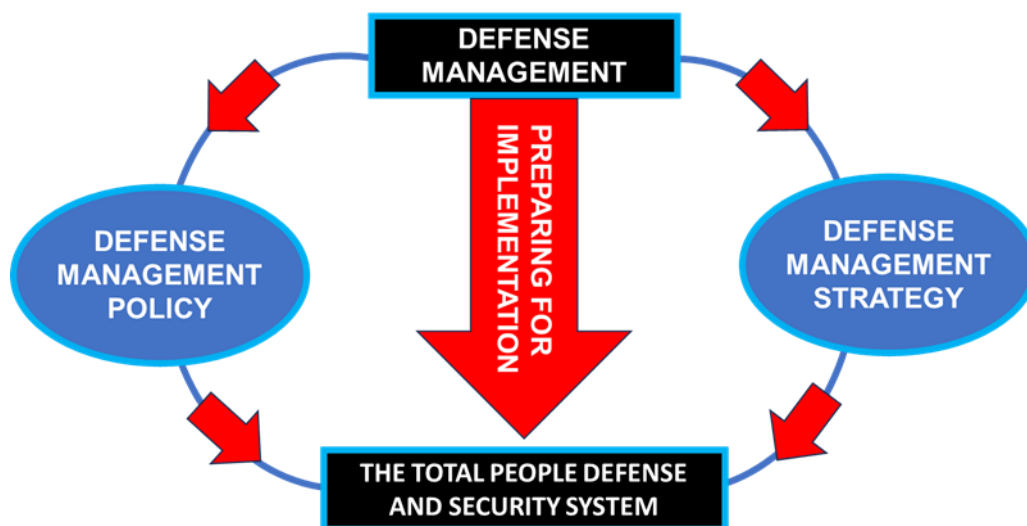 DEFENSE
MANAGEMENT
PREPARING FOR
IMPLEMENTATION
DEFENSE
MANAGEMENT
POLICY
DEFENSE
MANAGEMENT
STRATEGY
THE TOTAL PEOPLE DEFENSE
AND SECURITY SYSTEM